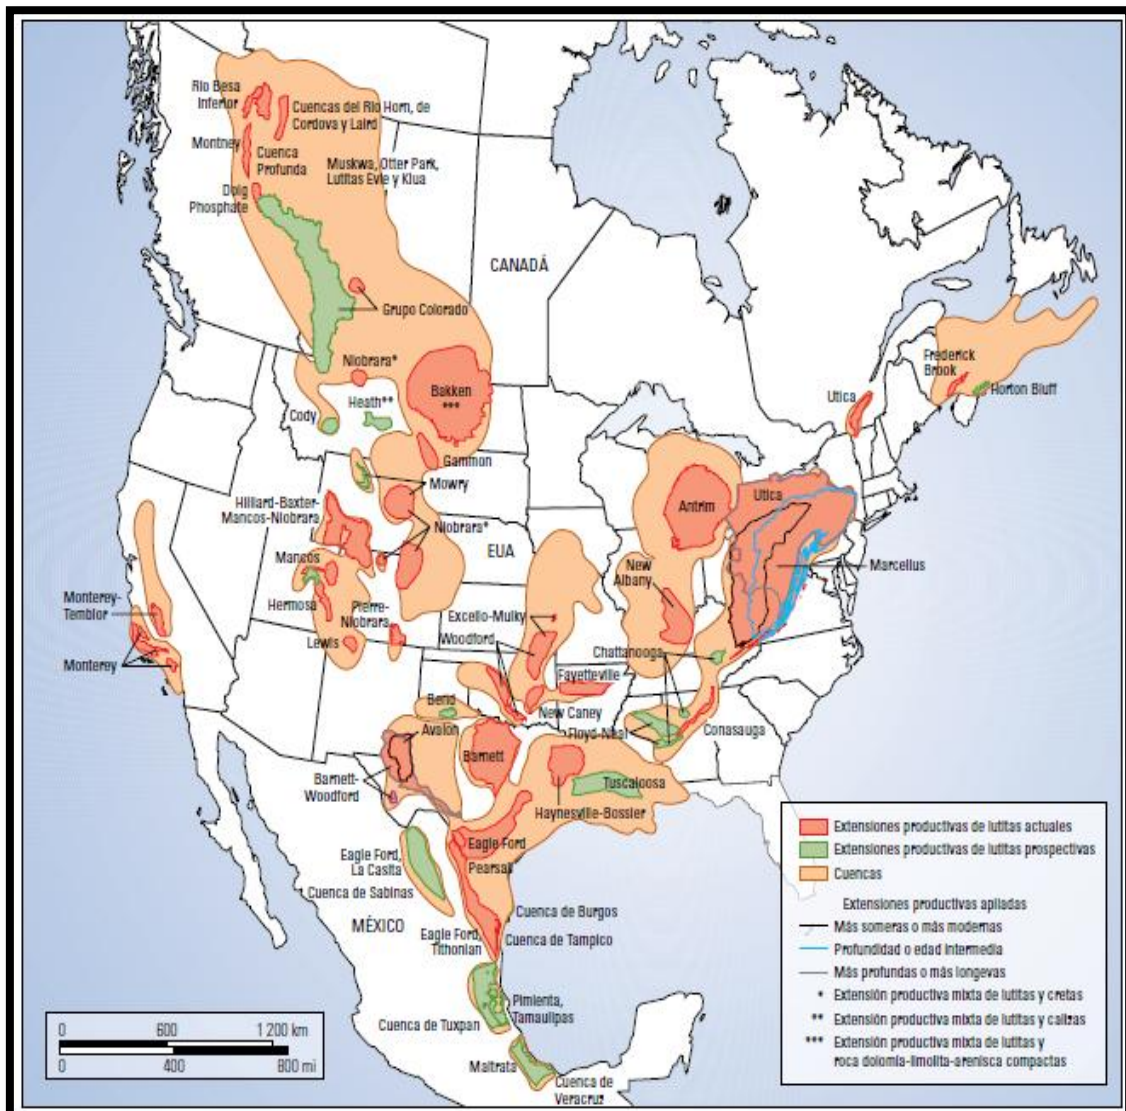 Río Besa
Inferior
Cuencas del Río Horn, de
Cordova y Laird
Montney
Cuenca
Profunda
Muskwa, Otter Park,
Lutitas Evie y Klua
Doig
Phosphate
CANADÁ
Grupo Colorado
Niobrara*
Bakken
***
Heath**
Cody
Gammon
Mowry
Hilliard-Baxter-
Mancos-Niobrara
Niobrara*
EUA
Mancos
Hermosa
Pierre-
Niobrara
Lewis
Monterey-
Temblor
Monterey
Frederick
Brook
Horton Bluff
Utica
Antrim
Utica
Marcellus
New
Albany
Excello-Mulky
Woodford
Chattanooga
Fayetteville
Bend
New Caney
Floyd-Neal
Conasauga
Avalon
Barnett
Barnett-
Woodford
Tuscaloosa
Haynesville-Bossier
Eagle Ford
Pearsall
Eagle Ford,
La Casita
Cuenca de Sabinas
MÉXICO
Cuenca de Burgos
Eagle Ford,
Tithonian
Cuenca de Tampico
Pimienta,
Tamaulipas
Cuenca de Tuxpan
Maltrata
Cuenca de
Veracruz
Extensiones productivas de lutitas actuales
Extensiones productivas de lutitas prospectivas
Cuencas
Extensiones productivas apiladas
Más someras o más modernas
Profundidad o edad intermedia
Más profundas o más longevas
* Extensión productiva mixta de lutitas y cretas
** Extensión productiva mixta de lutitas y calizas
*** Extensión productiva mixta de lutitas y
roca dolomía-limolita-arenisca compactas
0 600 1 200 km
0 400 800 mi